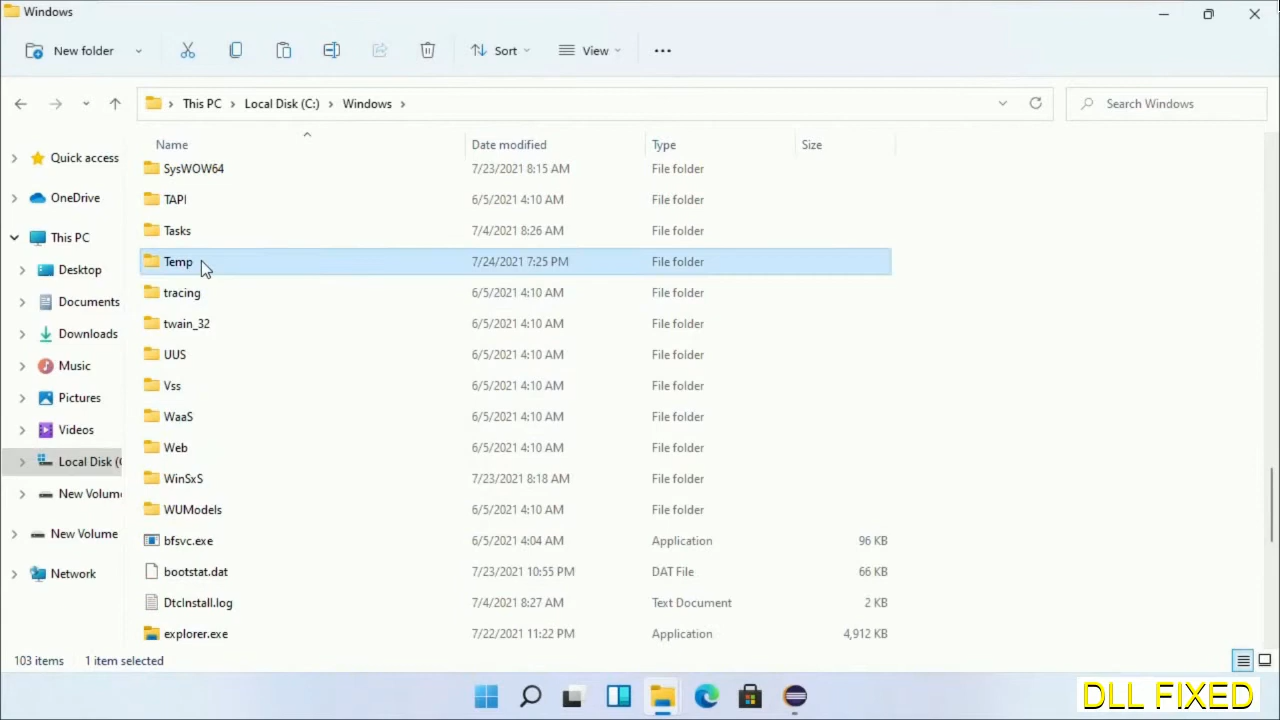 Windows
New folder Sort View
This PC Local Disk (C:) Windows Search Windows
Name Date modified Type Size
SysWOW64 7/23/2021 8:15 AM File folder
Quick access
TAPI 6/5/2021 4:10 AM File folder
OneDrive
Tasks 7/4/2021 8:26 AM File folder
This PC
Temp 7/24/2021 7:25 PM File folder
Desktop
tracing 6/5/2021 4:10 AM File folder
Documents
twain_32 6/5/2021 4:10 AM File folder
Downloads
UUS 6/5/2021 4:10 AM File folder
Music
Vss 6/5/2021 4:10 AM File folder
Pictures
WaaS 6/5/2021 4:10 AM File folder
Videos
Web 6/5/2021 4:10 AM File folder
Local Disk (
WinSxS 7/23/2021 8:18 AM File folder
New Volum
WUModels 6/5/2021 4:10 AM File folder
New Volume
bfsvc.exe 6/5/2021 4:04 AM Application 96 KB
Network
bootstat.dat 7/23/2021 10:55 PM DAT File 66 KB
DtcInstall.log 7/4/2021 8:27 AM Text Document 2 KB
explorer.exe 7/22/2021 11:22 PM Application 4,912 KB
103 items 1 item selected
DLL FIXED